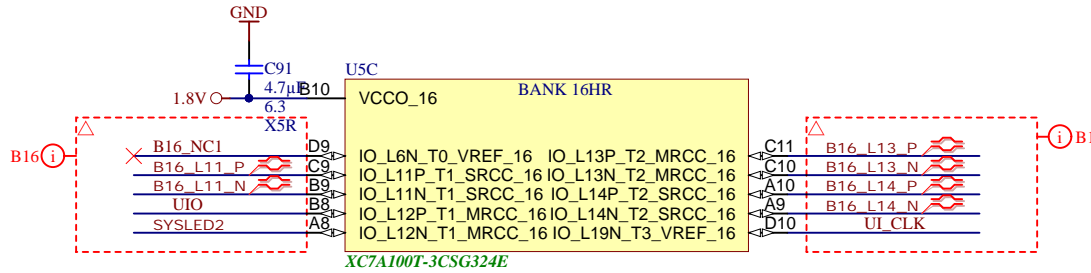 GND
C91
4.7µF
6.3
X5R
1.8V
B10
U5C
BANK 16HR
VCCO_16
B16
i
B16_NC1
D9
IO_L6N_T0_VREF_16
IO_L13P_T2_MRCC_16
C11
B16_L13_P
i
B1
B16_L11_P
C9
IO_L11P_T1_SRCC_16
IO_L13N_T2_MRCC_16
C10
B16_L13_N
B16_L11_N
B9
IO_L11N_T1_SRCC_16
IO_L14P_T2_SRCC_16
A10
B16_L14_P
UIO
B8
IO_L12P_T1_MRCC_16
IO_L14N_T2_SRCC_16
A9
B16_L14_N
SYSLED2
A8
IO_L12N_T1_MRCC_16
IO_L19N_T3_VREF_16
D10
UI_CLK
XC7A100T-3CSG324E